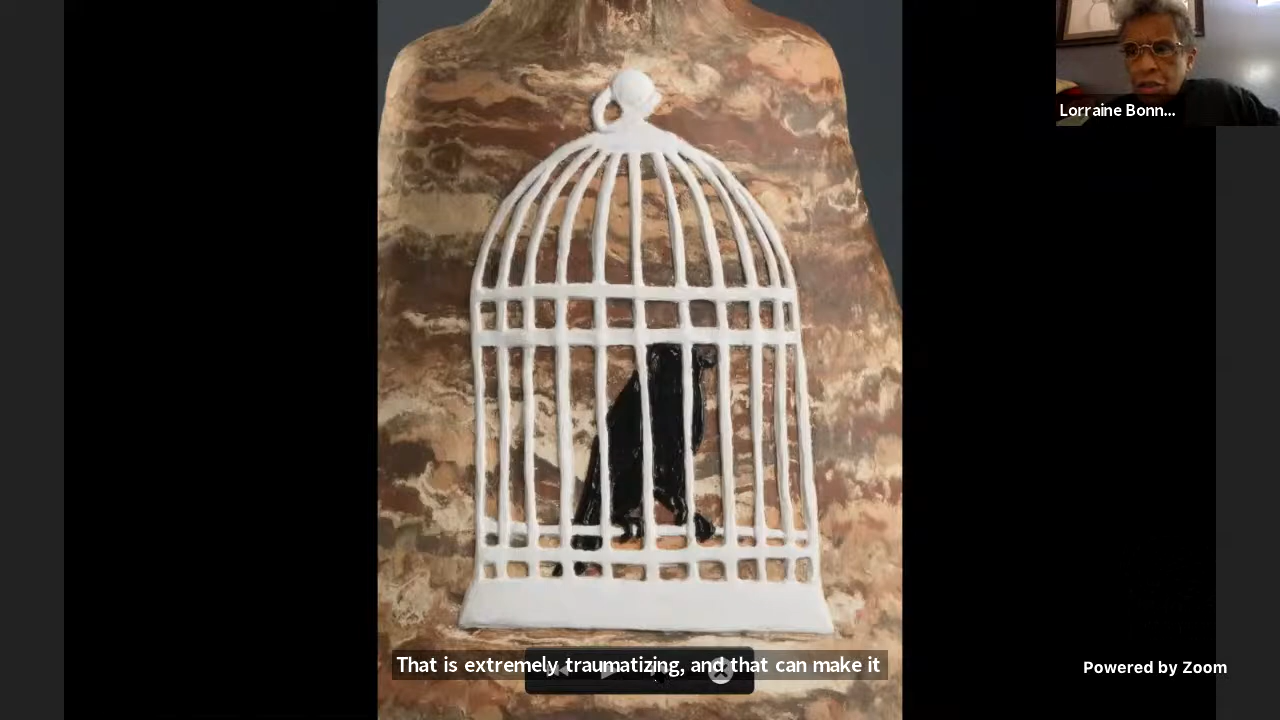 Lorraine Bonn...
That is extremely traumatizing, and that can make it
Powered by Zoom